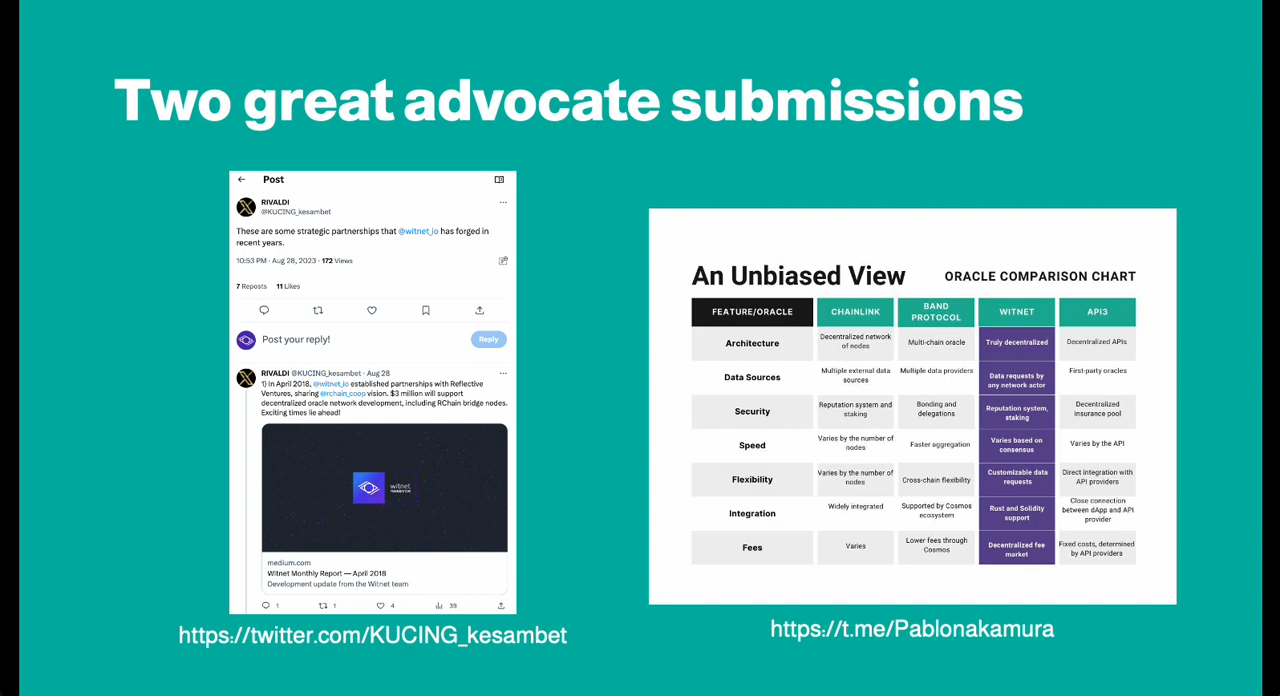 Two great advocate submissions
Post
RIVALDI
@KUCING_kesambet
These are some strategic partnerships that @witnet_io has forged in
recent years.
10:53 PM · Aug 28, 2023 · 172 Views
7 Reposts 11 Likes
Post your reply!
Reply
RIVALDI @KUCING_kesambet · Aug 28
1) In April 2018, @witnet_io established partnerships with Reflective
Ventures, sharing @rchain_coop vision. $3 million will support
decentralized oracle network development, including RChain bridge nodes.
Exciting times lie ahead!
witnet
FOUNDATION
medium.com
Witnet Monthly Report — April 2018
Development update from the Witnet team
1 1 4 39
https://twitter.com/KUCING_kesambet
An Unbiased View
ORACLE COMPARISON CHART
FEATURE/ORACLE CHAINLINK BAND PROTOCOL WITNET API3
Architecture Decentralized network of nodes Multi-chain oracle Truly decentralized Decentralized APIs
Data Sources Multiple external data sources Multiple data providers Data requests by any network actor First-party oracles
Security Reputation system and staking Bonding and delegations Reputation system, staking Decentralized insurance pool
Speed Varies by the number of nodes Faster aggregation Varies based on consensus Varies by the API
Flexibility Varies by the number of nodes Cross-chain flexibility Customizable data requests Direct integration with API providers
Integration Widely integrated Supported by Cosmos ecosystem Rust and Solidity support Close connection between dApp and API provider
Fees Varies Lower fees through Cosmos Decentralized fee market Fixed costs, determined by API providers
https://t.me/Pablonakamura